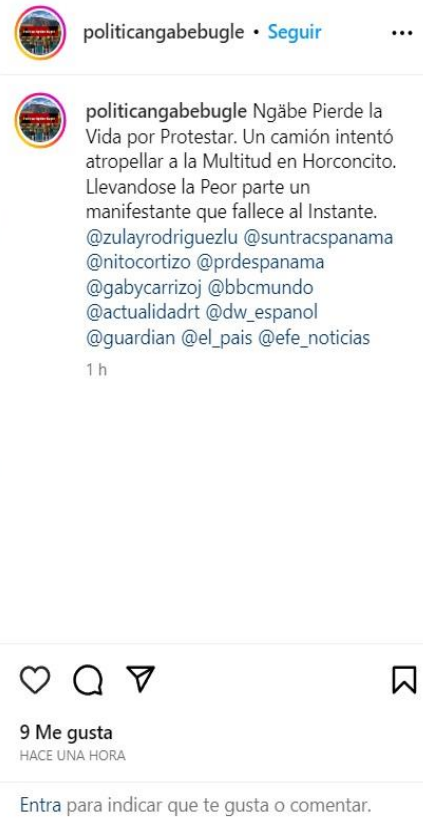 politicangabebugle • Seguir
politicangabebugle Ngäbe Pierde la
Vida por Protestar. Un camión intentó
atropellar a la Multitud en Horconcito.
Llevandose la Peor parte un
manifestante que fallece al Instante.
@zulayrodriguezlu @suntracspanama
@nitocortizo @prdespanama
@gabycarrizoj @bbcmundo
@actualidadrt @dw_espanol
@guardian @el_pais @efe_noticias
1 h
9 Me gusta
HACE UNA HORA
Entra para indicar que te gusta o comentar.